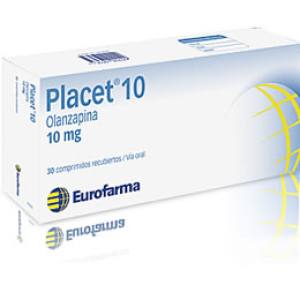 Placet® 10
Olanzapina
10 mg
30 comprimidos recubiertos / Vía oral
Eurofarma